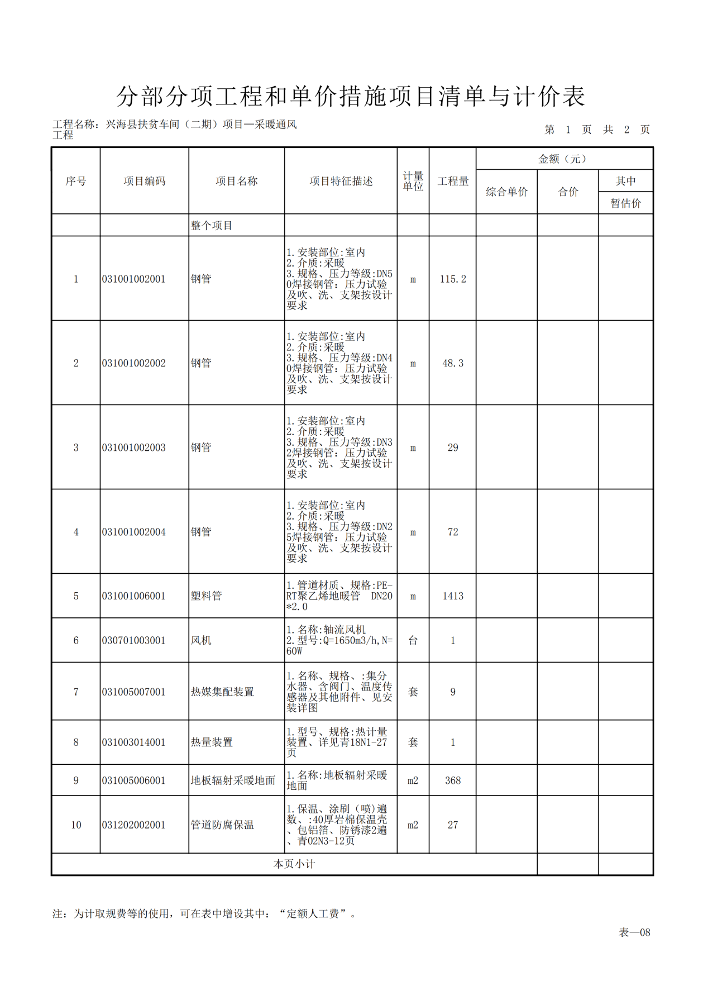 分部分项工程和单价措施项目清单与计价表
工程名称：兴海县扶贫车间（二期）项目—采暖通风
工程
第 1 页 共 2 页
序号 项目编码 项目名称 项目特征描述 计量
单位 工程量 金额（元）
综合单价 合价 其中
暂估价
整个项目
1 031001002001 钢管 1.安装部位:室内
2.介质:采暖
3.规格、压力等级:DN5
0焊接钢管：压力试验
及吹、洗、支架按设计
要求
m 115.2
2 031001002002 钢管 1.安装部位:室内
2.介质:采暖
3.规格、压力等级:DN4
0焊接钢管：压力试验
及吹、洗、支架按设计
要求
m 48.3
3 031001002003 钢管 1.安装部位:室内
2.介质:采暖
3.规格、压力等级:DN3
2焊接钢管：压力试验
及吹、洗、支架按设计
要求
m 29
4 031001002004 钢管 1.安装部位:室内
2.介质:采暖
3.规格、压力等级:DN2
5焊接钢管：压力试验
及吹、洗、支架按设计
要求
m 72
5 031001006001 塑料管 1.管道材质、规格:PE-
RT聚乙烯地暖管 DN20
*2.0
m 1413
6 030701003001 风机 1.名称:轴流风机
2.型号:Q=1650m3/h,N=
60W
台 1
7 031005007001 热媒集配装置 1.名称、规格、:集分
水器、含阀门、温度传
感器及其他附件、见安
装详图
套 9
8 031003014001 热量装置 1.型号、规格:热计量
装置、详见青18N1-27
页
套 1
9 031005006001 地板辐射采暖地面 1.名称:地板辐射采暖
地面
m2 368
10 031202002001 管道防腐保温 1.保温、涂刷（喷)遍
数、:40厚岩棉保温壳
、包铝箔、防锈漆2遍
、青02N3-12页
m2 27
本页小计
注：为计取规费等的使用，可在表中增设其中：“定额人工费”。
表—08